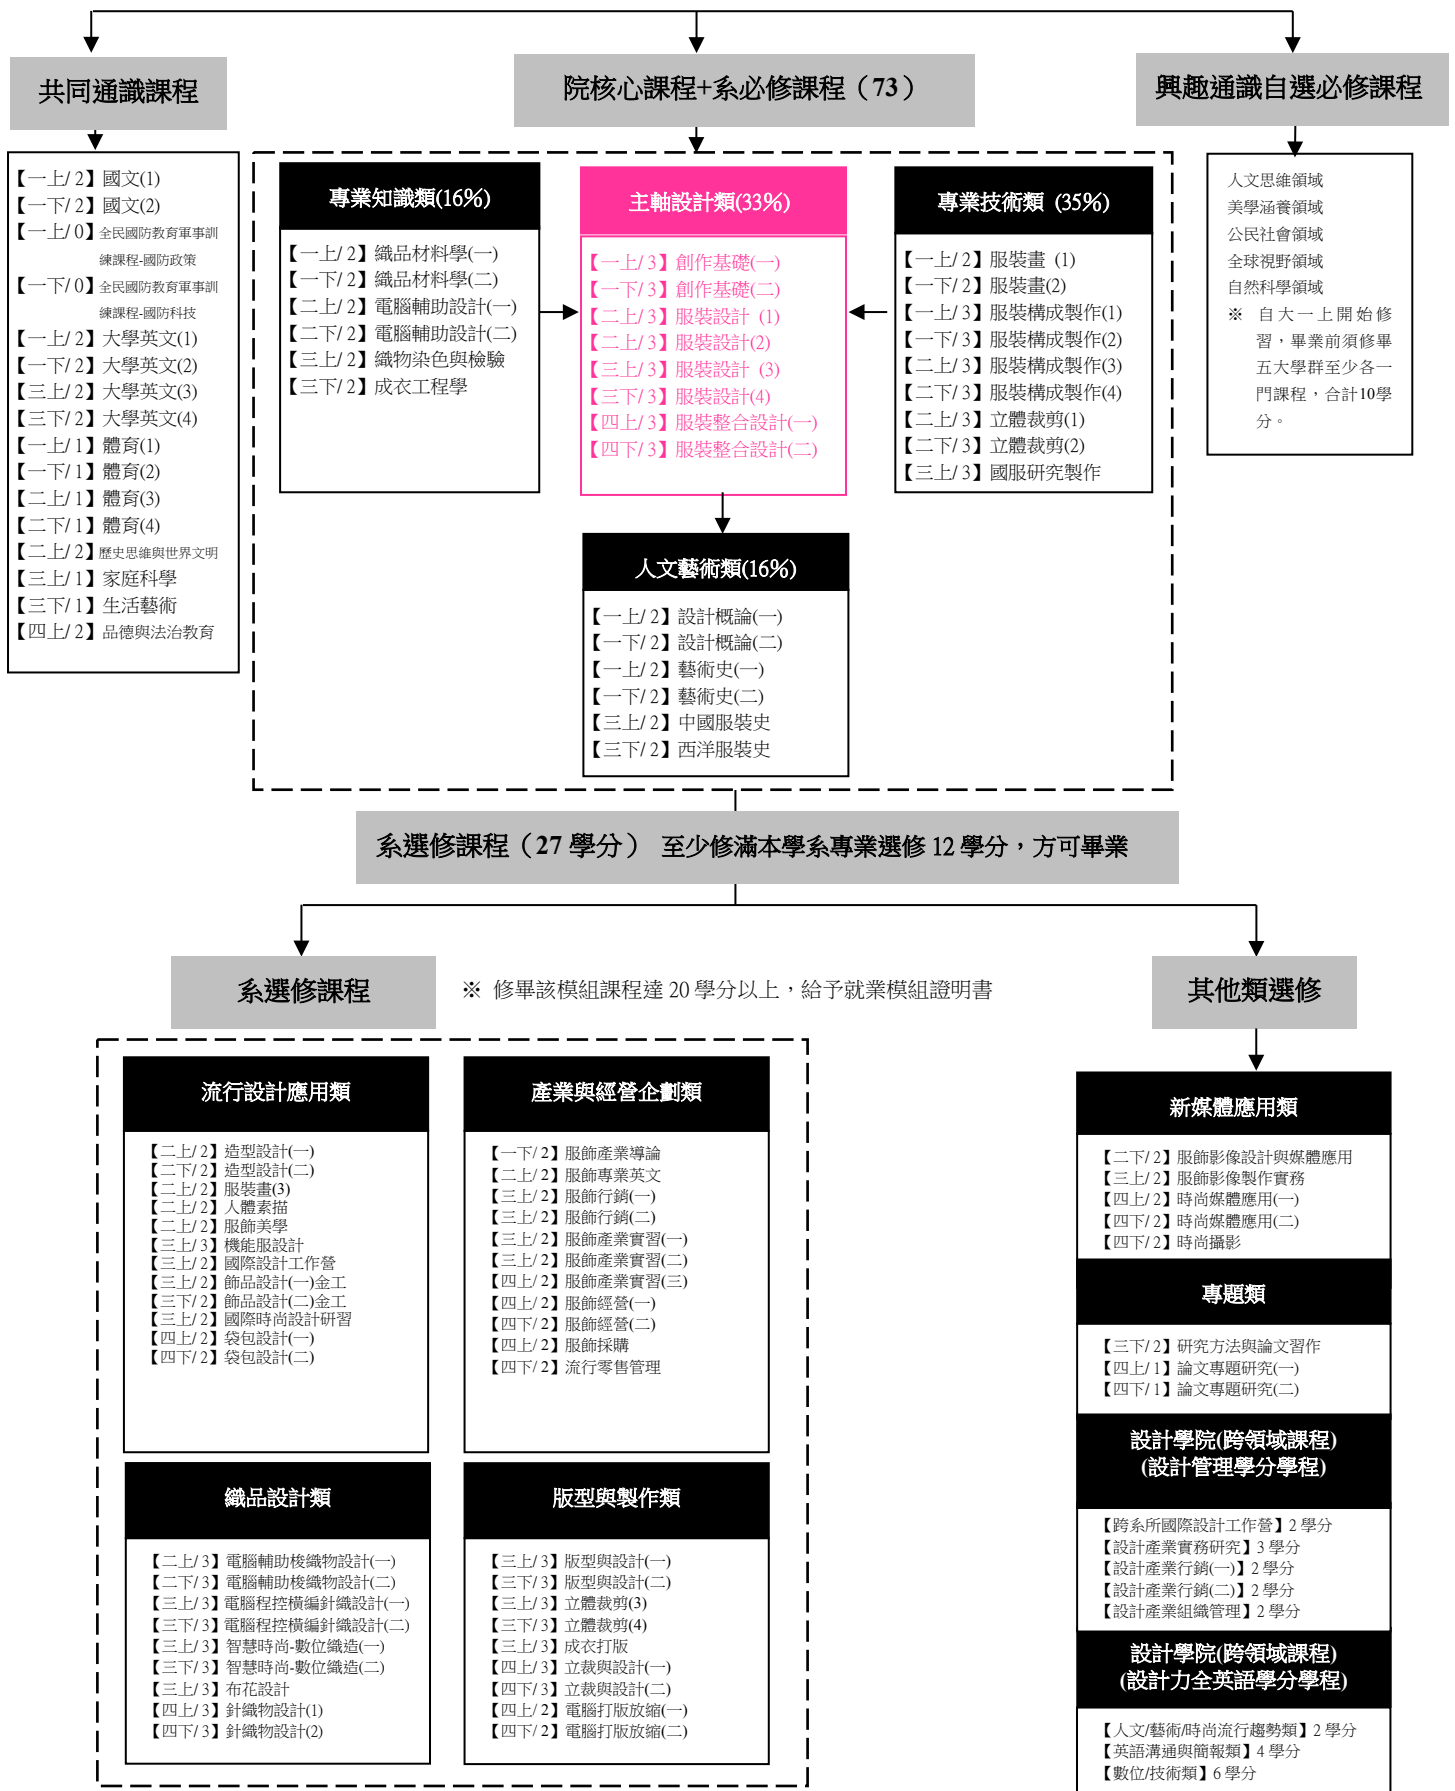 共同通識課程
院核心課程+系必修課程（73）
興趣通識自選必修課程
【一上/ 2】國文(1)
【一下/ 2】國文(2)
【一上/ 0】全民國防教育軍事訓
練課程-國防政策
【一下/ 0】全民國防教育軍事訓
練課程-國防科技
【一上/ 2】大學英文(1)
【一下/ 2】大學英文(2)
【三上/ 2】大學英文(3)
【三下/ 2】大學英文(4)
【一上/ 1】體育(1)
【一下/ 1】體育(2)
【二上/ 1】體育(3)
【二下/ 1】體育(4)
【二上/ 2】歷史思維與世界文明
【三上/ 1】家庭科學
【三下/ 1】生活藝術
【四上/ 2】品德與法治教育
專業知識類(16%)
【一上/ 2】織品材料學(一)
【一下/ 2】織品材料學(二)
【二上/ 2】電腦輔助設計(一)
【二下/ 2】電腦輔助設計(二)
【三上/ 2】織物染色與檢驗
【三下/ 2】成衣工程學
主軸設計類(33%)
【一上/ 3】創作基礎(一)
【一下/ 3】創作基礎(二)
【二上/ 3】服裝設計 (1)
【二上/ 3】服裝設計(2)
【三上/ 3】服裝設計 (3)
【三下/ 3】服裝設計(4)
【四上/ 3】服裝整合設計(一)
【四下/ 3】服裝整合設計(二)
專業技術類 (35%)
【一上/ 2】服裝畫 (1)
【一下/ 2】服裝畫(2)
【一上/ 3】服裝構成製作(1)
【一下/ 3】服裝構成製作(2)
【二上/ 3】服裝構成製作(3)
【二下/ 3】服裝構成製作(4)
【二上/ 3】立體裁剪(1)
【二下/ 3】立體裁剪(2)
【三上/ 3】國服研究製作
人文思維領域
美學涵養領域
公民社會領域
全球視野領域
自然科學領域
※ 自大一上開始修
習，畢業前須修畢
五大學群至少各一
門課程，合計10學
分。
人文藝術類(16%)
【一上/ 2】設計概論(一)
【一下/ 2】設計概論(二)
【一上/ 2】藝術史(一)
【一下/ 2】藝術史(二)
【三上/ 2】中國服裝史
【三下/ 2】西洋服裝史
系選修課程（27 學分） 至少修滿本學系專業選修 12 學分，方可畢業
系選修課程
※ 修畢該模組課程達 20 學分以上，給予就業模組證明書
其他類選修
流行設計應用類
【二上/ 2】造型設計(一)
【二下/ 2】造型設計(二)
【二上/ 2】服裝畫(3)
【二上/ 2】人體素描
【二上/ 2】服飾美學
【三上/ 3】機能服設計
【三上/ 2】國際設計工作營
【三上/ 2】飾品設計(一)金工
【三下/ 2】飾品設計(二)金工
【三上/ 2】國際時尚設計研習
【四上/ 2】袋包設計(一)
【四下/ 2】袋包設計(二)
產業與經營企劃類
【一下/ 2】服飾產業導論
【二上/ 2】服飾專業英文
【三上/ 2】服飾行銷(一)
【三上/ 2】服飾行銷(二)
【三上/ 2】服飾產業實習(一)
【三上/ 2】服飾產業實習(二)
【四上/ 2】服飾產業實習(三)
【四上/ 2】服飾經營(一)
【四下/ 2】服飾經營(二)
【四上/ 2】服飾採購
【四下/ 2】流行零售管理
織品設計類
【二上/ 3】電腦輔助梭織物設計(一)
【二下/ 3】電腦輔助梭織物設計(二)
【三上/ 3】電腦程控橫編針織設計(一)
【三下/ 3】電腦程控橫編針織設計(二)
【三上/ 3】智慧時尚-數位織造(一)
【三下/ 3】智慧時尚-數位織造(二)
【三上/ 3】布花設計
【四上/ 3】針織物設計(1)
【四下/ 3】針織物設計(2)
版型與製作類
【三上/ 3】版型與設計(一)
【三下/ 3】版型與設計(二)
【三上/ 3】立體裁剪(3)
【三下/ 3】立體裁剪(4)
【三上/ 3】成衣打版
【四上/ 3】立裁與設計(一)
【四下/ 3】立裁與設計(二)
【四上/ 2】電腦打版放縮(一)
【四下/ 2】電腦打版放縮(二)
新媒體應用類
【二下/ 2】服飾影像設計與媒體應用
【三上/ 2】服飾影像製作實務
【四上/ 2】時尚媒體應用(一)
【四下/ 2】時尚媒體應用(二)
【四下/ 2】時尚攝影
專題類
【三下/ 2】研究方法與論文習作
【四上/ 1】論文專題研究(一)
【四下/ 1】論文專題研究(二)
設計學院(跨領域課程)
(設計管理學分學程)
【跨系所國際設計工作營】2 學分
【設計產業實務研究】3 學分
【設計產業行銷(一)】2 學分
【設計產業行銷(二)】2 學分
【設計產業組織管理】2 學分
設計學院(跨領域課程)
(設計力全英語學分學程)
【人文/藝術/時尚流行趨勢類】2 學分
【英語溝通與簡報類】4 學分
【數位/技術類】6 學分